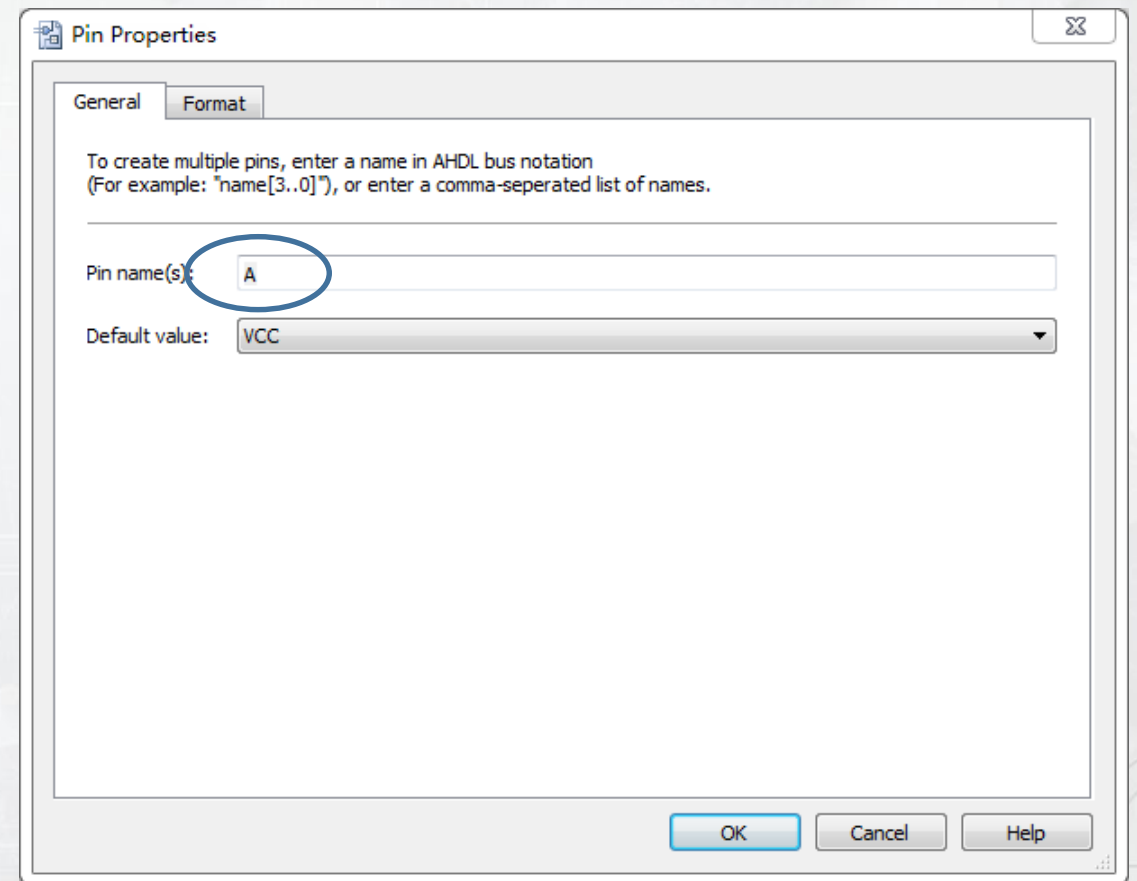 Pin Properties
General Format
To create multiple pins, enter a name in AHDL bus notation
(For example: "name[3..0]"), or enter a comma-seperated list of names.
Pin name(s): A
Default value: VCC
OK Cancel Help